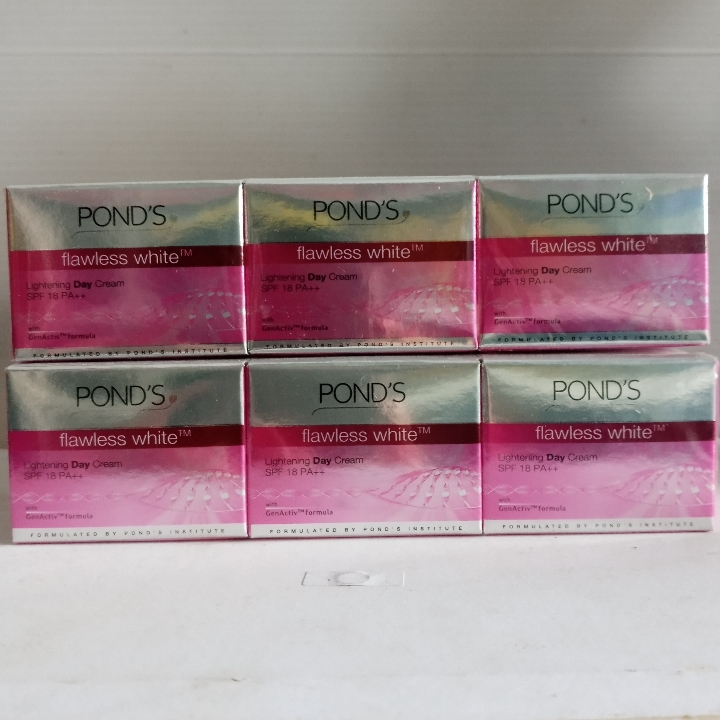 POND'S
flawless white™
Lightening Day Cream
SPF 18 PA++
with
GenActiv™ formula
FORMULATED BY POND'S INSTITUTE
POND'S
flawless white™
Lightening Day Cream
SPF 18 PA++
with
GenActiv™ formula
FORMULATED BY POND'S INSTITUTE
POND'S
flawless white™
Lightening Day Cream
SPF 18 PA++
with
GenActiv™ formula
FORMULATED BY POND'S INSTITUTE
POND'S
flawless white™
Lightening Day Cream
SPF 18 PA++
with
GenActiv™ formula
FORMULATED BY POND'S INSTITUTE
POND'S
flawless white™
Lightening Day Cream
SPF 18 PA++
with
GenActiv™ formula
FORMULATED BY POND'S INSTITUTE
POND'S
flawless white™
Lightening Day Cream
SPF 18 PA++
with
GenActiv™ formula
FORMULATED BY POND'S INSTITUTE